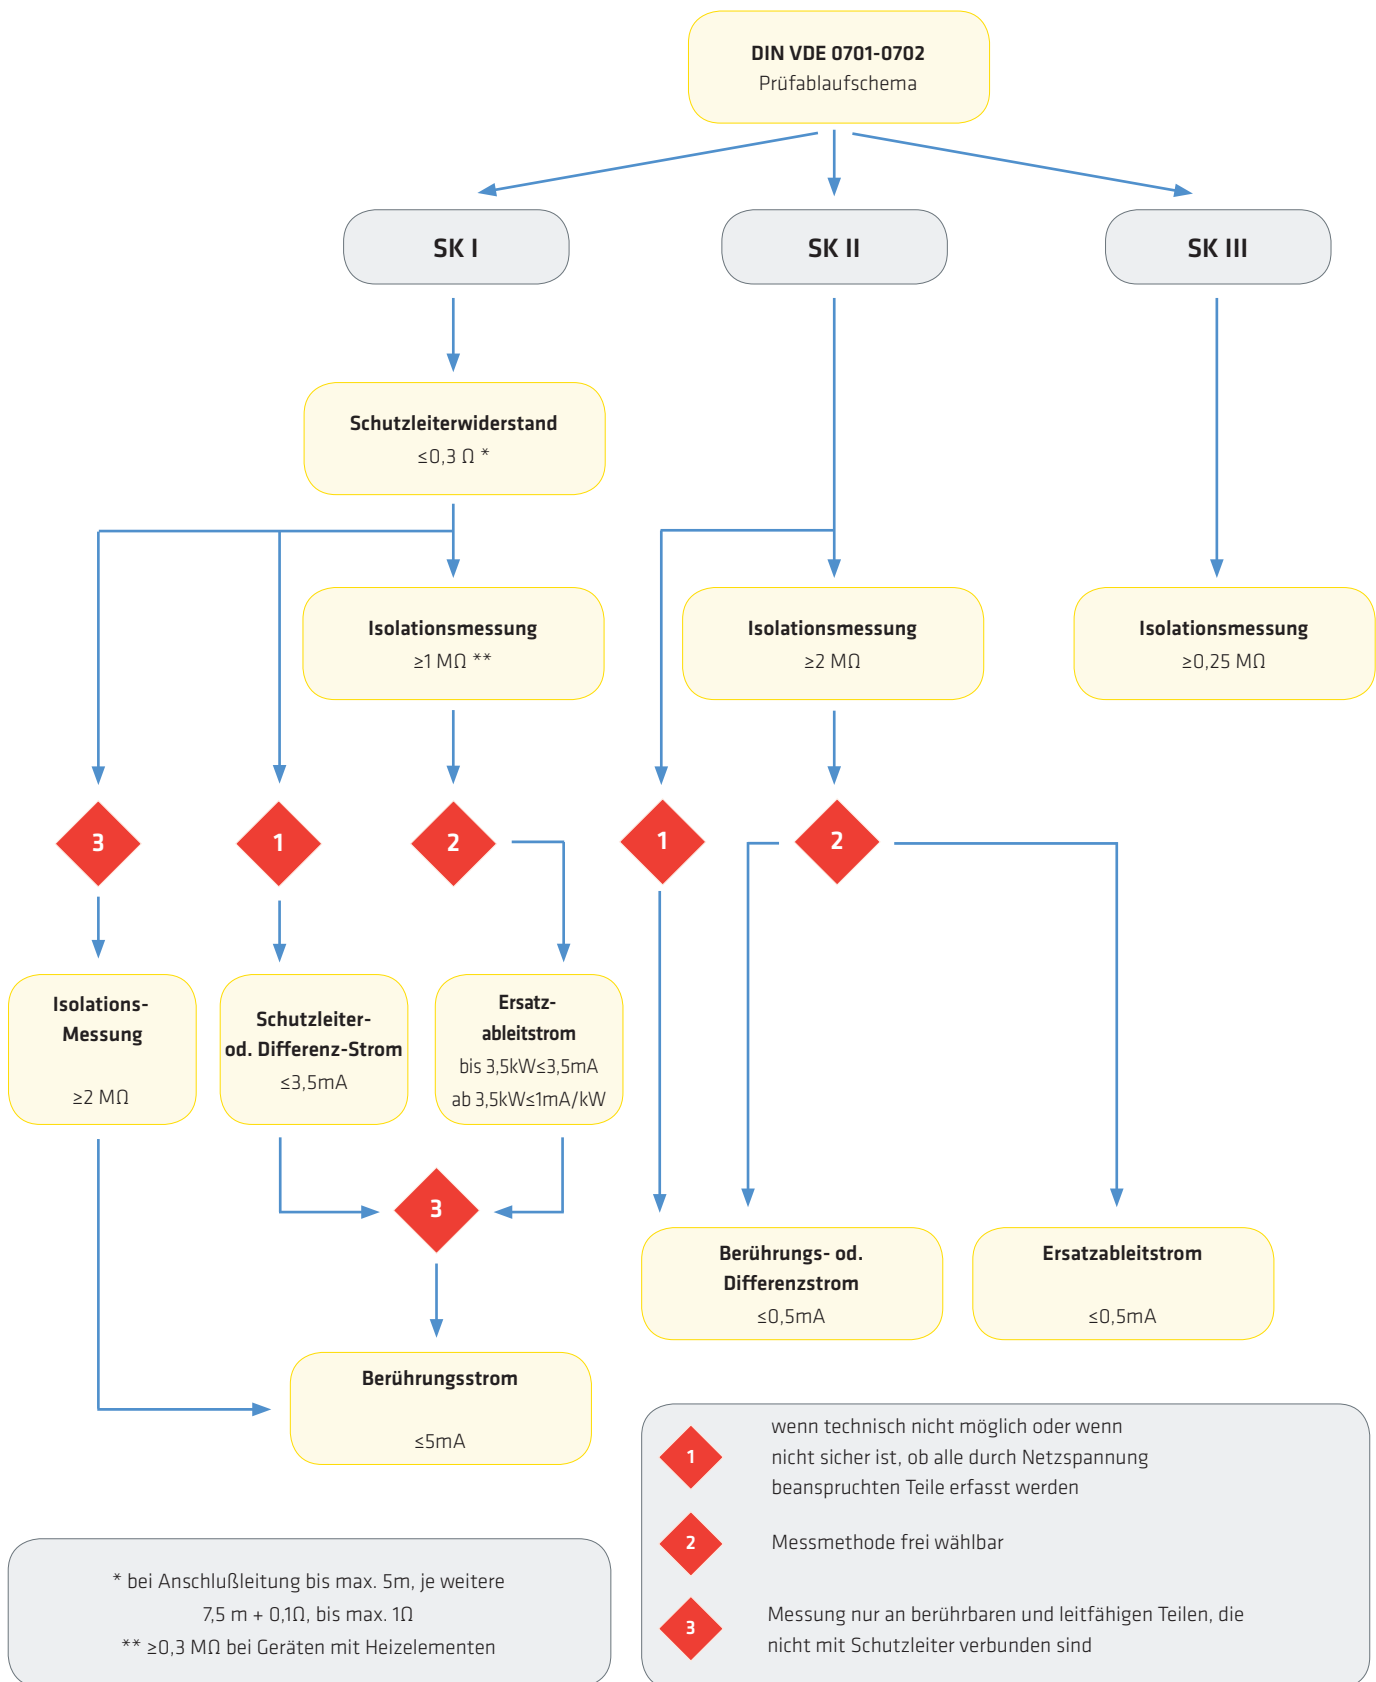 DIN VDE 0701-0702
Prüfablaufschema
SK I
SK II
SK III
Schutzleiterwiderstand
≤0,3 Ω *
Isolationsmessung
≥1 MΩ **
Isolationsmessung
≥2 MΩ
Isolationsmessung
≥0,25 MΩ
3
1
2
1
2
Isolations-
Messung
≥2 MΩ
Schutzleiter-
od. Differenz-Strom
≤3,5mA
Ersatz-
ableitstrom
bis 3,5kW≤3,5mA
ab 3,5kW≤1mA/kW
3
Berührungs- od.
Differenzstrom
≤0,5mA
Ersatzableitstrom
≤0,5mA
Berührungsstrom
≤5mA
1
wenn technisch nicht möglich oder wenn
nicht sicher ist, ob alle durch Netzspannung
beanspruchten Teile erfasst werden
2
Messmethode frei wählbar
3
Messung nur an berührbaren und leitfähigen Teilen, die
nicht mit Schutzleiter verbunden sind
* bei Anschlußleitung bis max. 5m, je weitere
7,5 m + 0,1Ω, bis max. 1Ω
** ≥0,3 MΩ bei Geräten mit Heizelementen